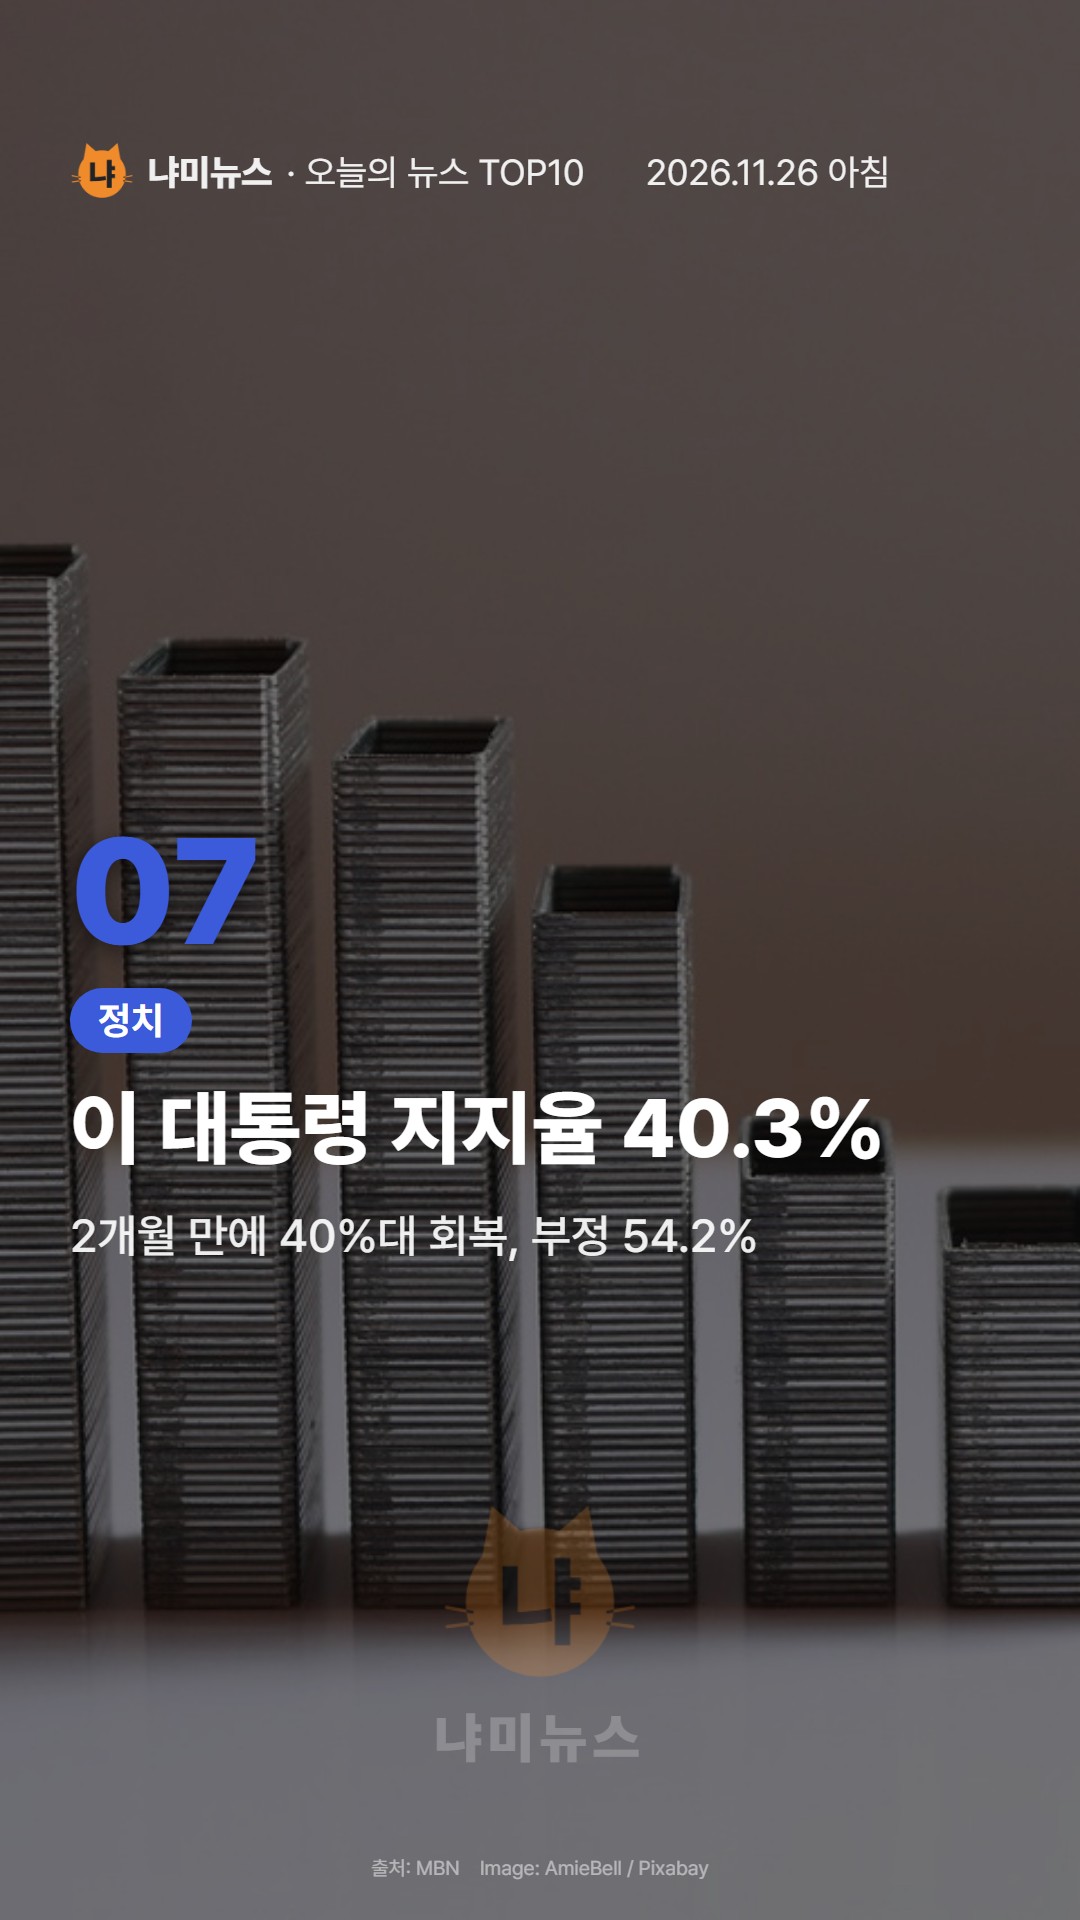 냐 냐미뉴스 · 오늘의 뉴스 TOP10 2026.11.26 아침
07
정치
이 대통령 지지율 40.3%
2개월 만에 40%대 회복, 부정 54.2%
냐
냐미뉴스
출처: MBN Image: AmieBell / Pixabay